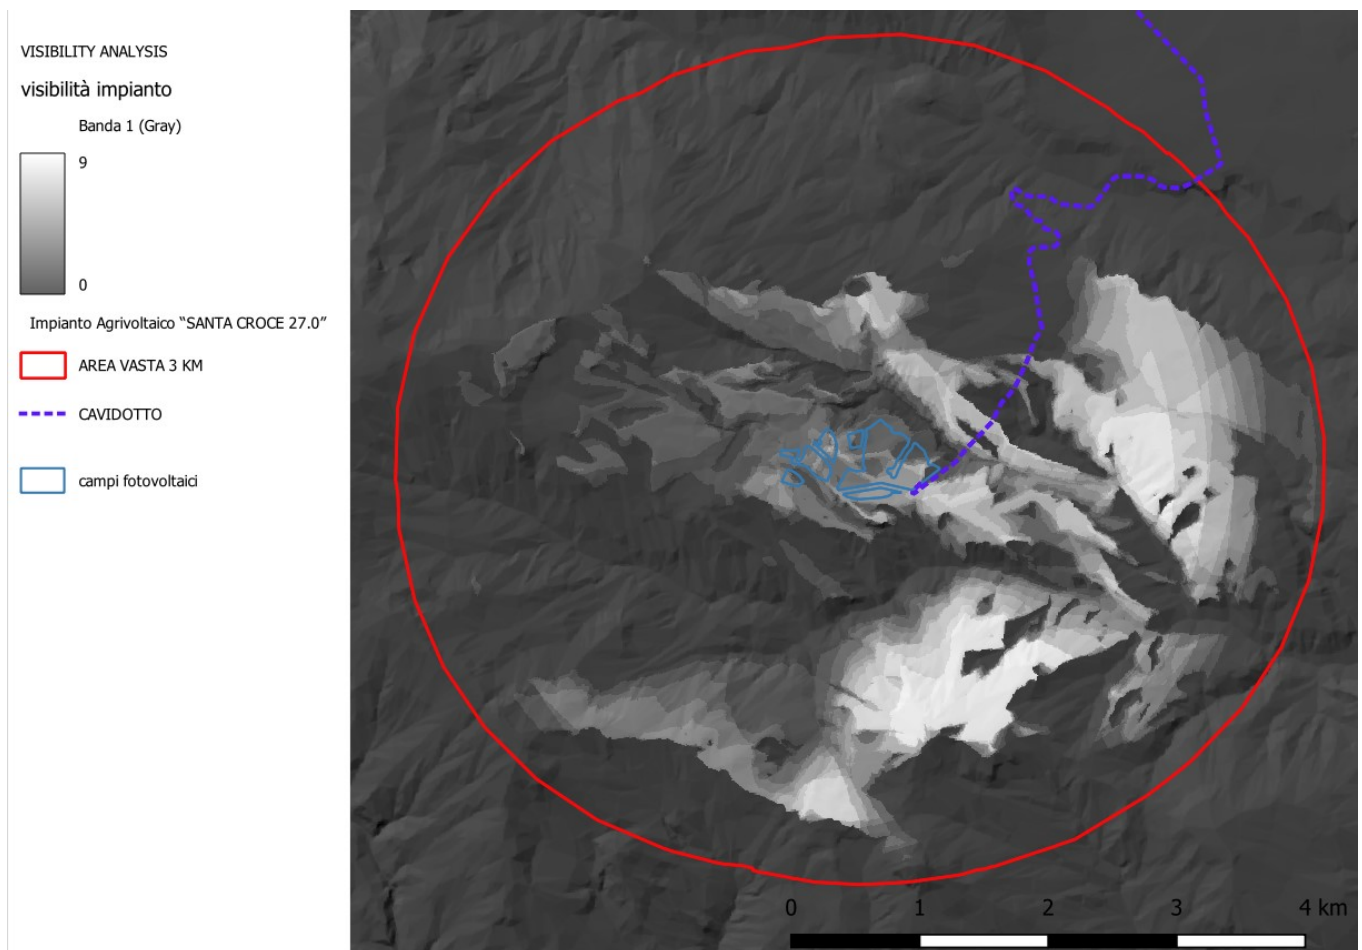 VISIBILITY ANALYSIS
visibilità impianto
Banda 1 (Gray)
9
0
Impianto Agrivoltaico “SANTA CROCE 27.0”
AREA VASTA 3 KM
CAVIDOTTO
campi fotovoltaici
0 1 2 3 4 km